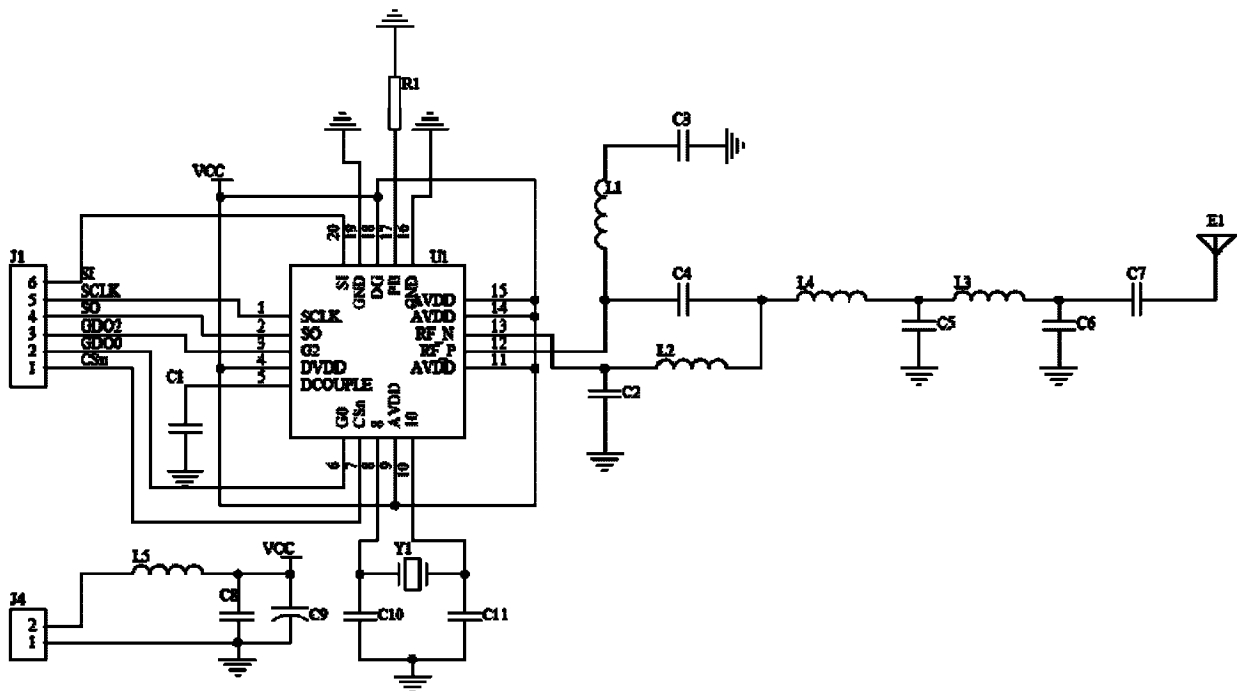 R1
C3
VCC
L1
20
19
18
17
16
E1
J1
U1
SI
6
SI
GND
DG
GND
C4
L4
L3
C7
SCLK
5
1
SCLK
AVDD
15
SO
4
2
SO
AVDD
14
GDO2
3
3
G2
RF_N
13
C5
C6
GDO0
2
4
DVDD
RF_P
12
L2
CSn
1
5
DCOUPLE
AVDD
11
C1
C2
G0
CSn
8
AVDD
10
6
7
8
9
10
L5
VCC
Y1
J4
C8
C9
C10
C11
2
1